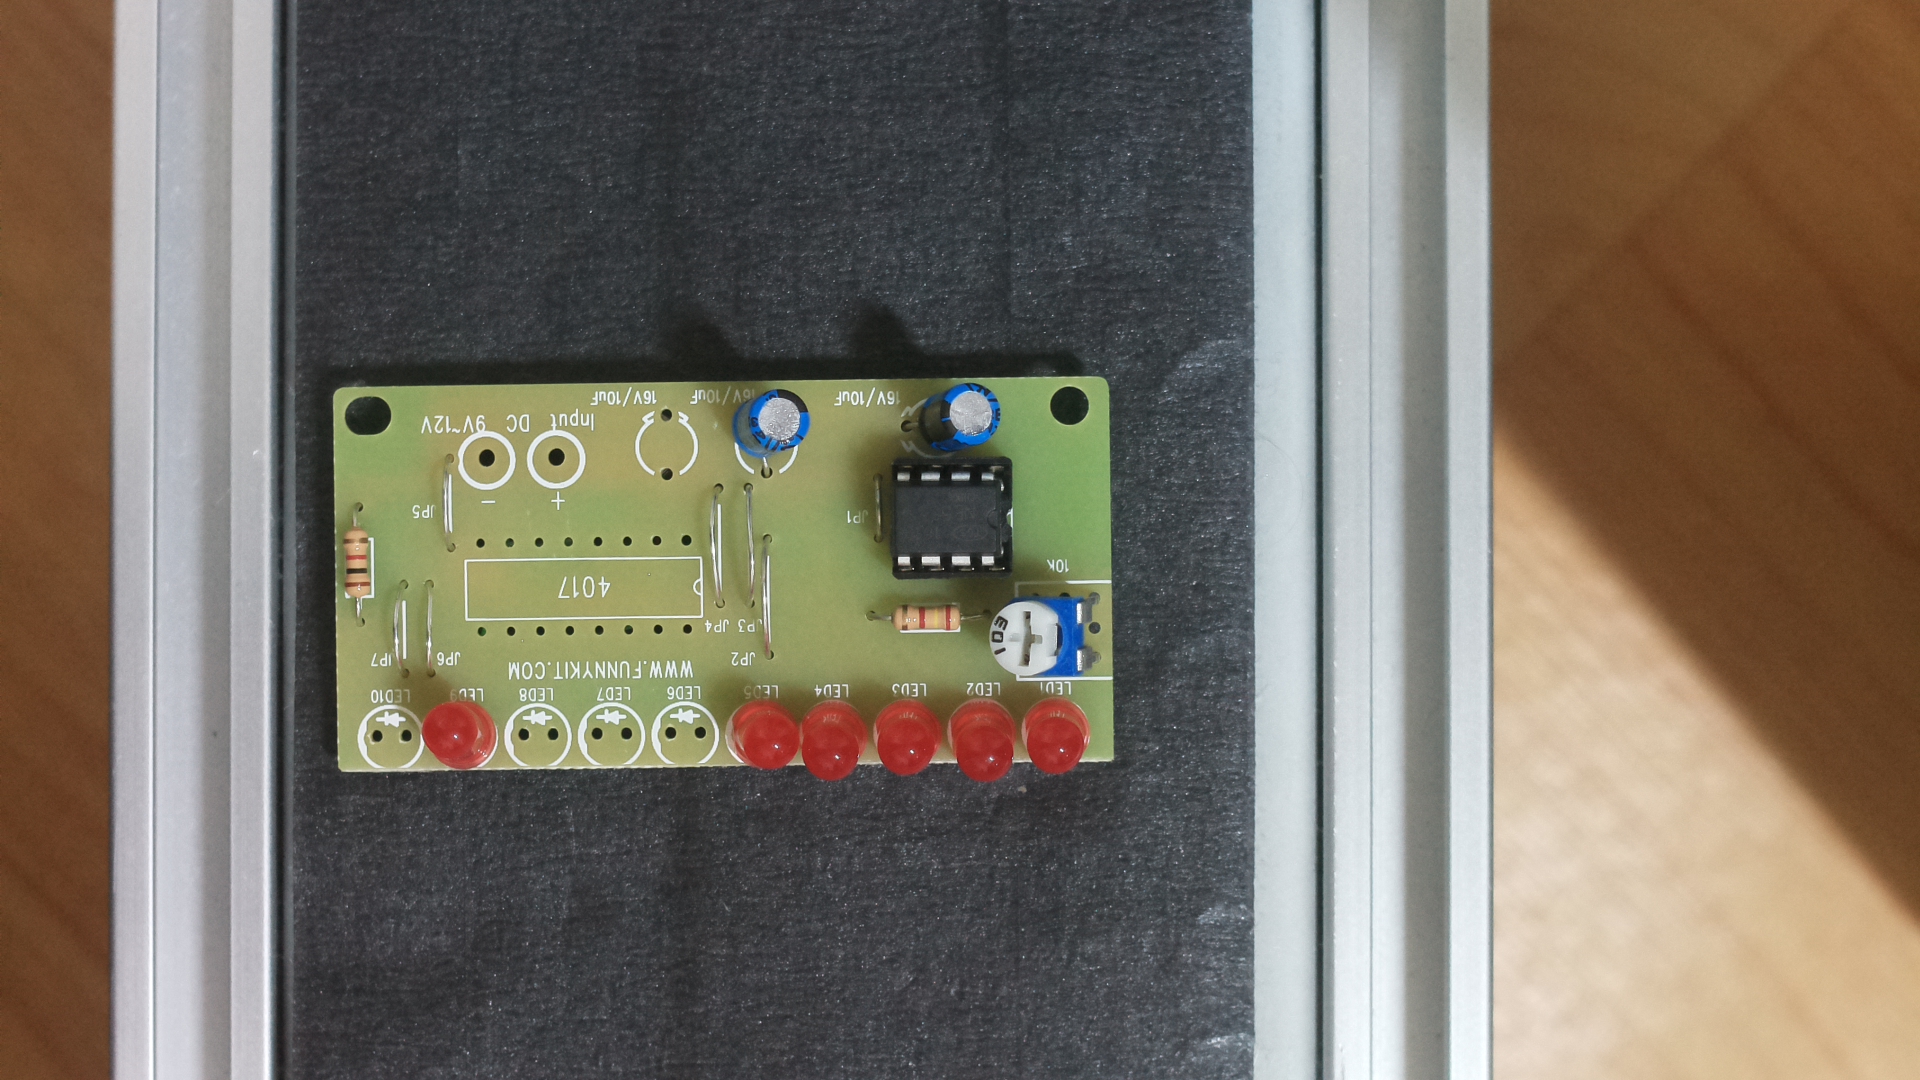 16V/10uF
16V/10uF
16V/10uF
Input
DC
9V~12V
-
+
JP5
JP1
10K
4017
103
JP4
JP3
JP2
JP7
JP6
WWW.FUNNYKIT.COM
LED10
LED9
LED8
LED7
LED6
LED5
LED4
LED3
LED2
LED1